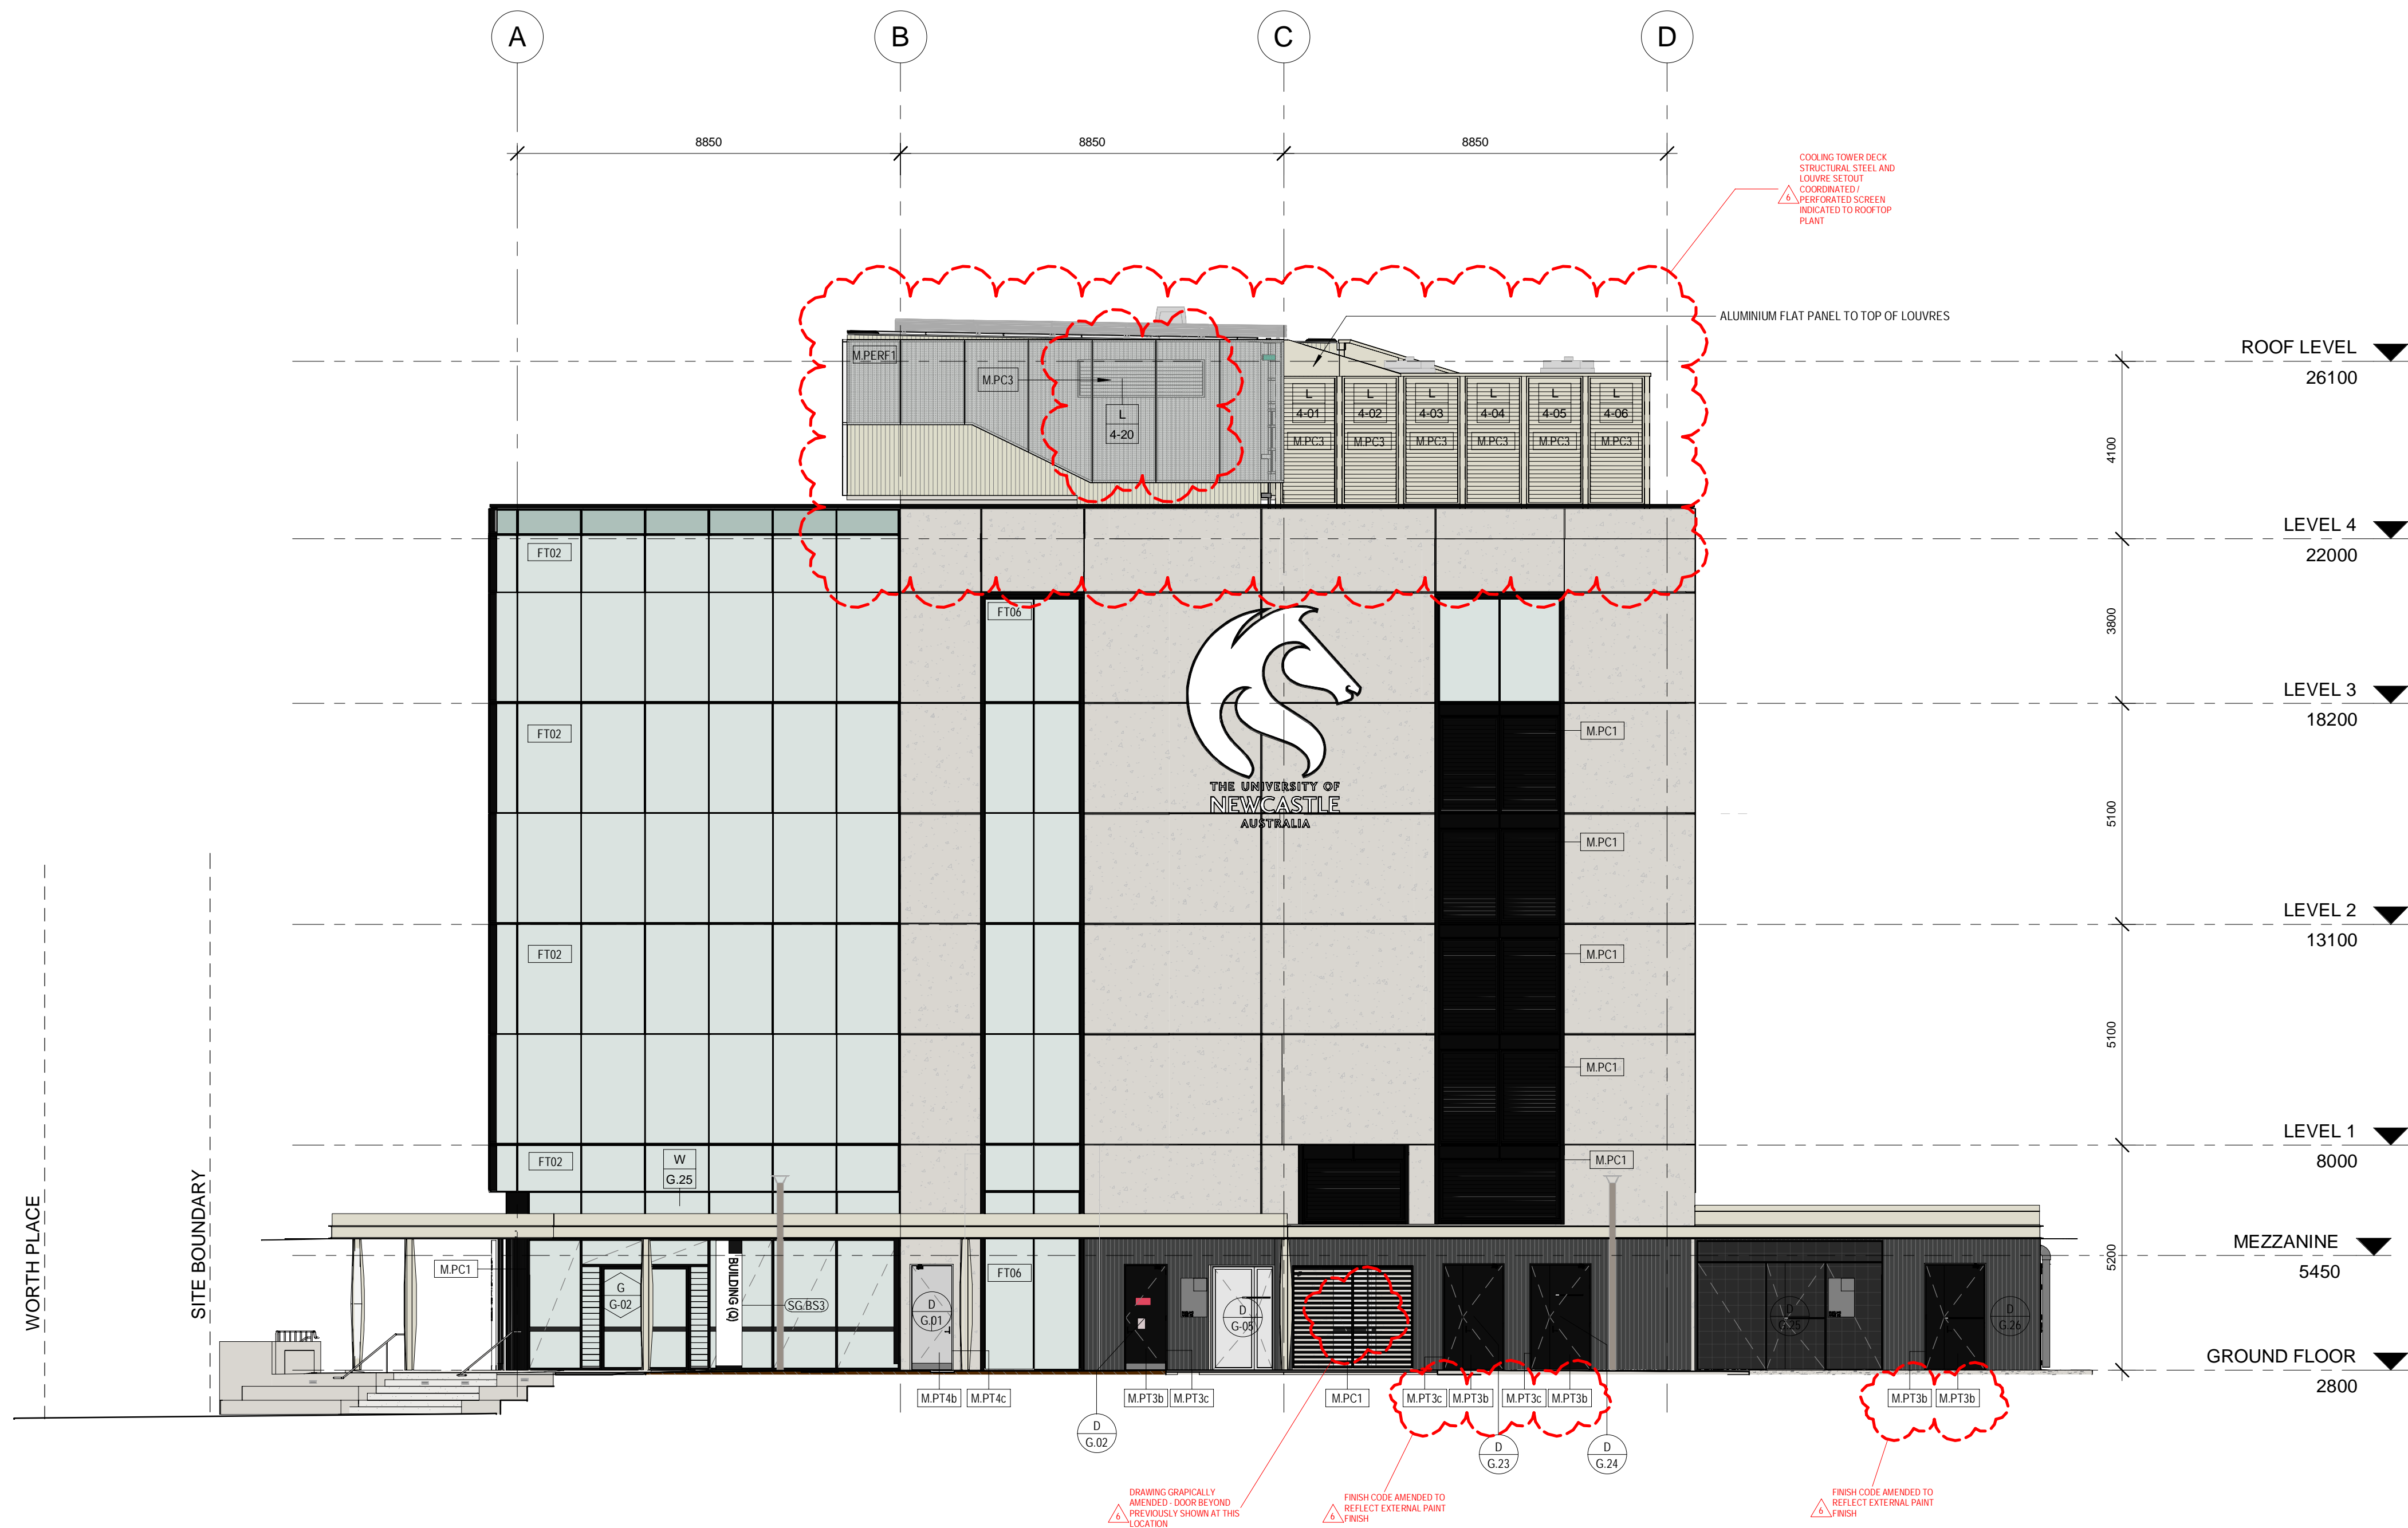 A
B
C
D
8850
8850
8850
COOLING TOWER DECK
STRUCTURAL STEEL AND
LOUVRE SETOUT
COORDINATED /
PERFORATED SCREEN
INDICATED TO ROOFTOP
PLANT
6
ALUMINIUM FLAT PANEL TO TOP OF LOUVRES
ROOF LEVEL
26100
M.PERF1
M.PC3
L
4-20
L
4-01
M.PC3
L
4-02
M.PC3
L
4-03
M.PC3
L
4-04
M.PC3
L
4-05
M.PC3
L
4-06
M.PC3
4100
LEVEL 4
22000
FT02
FT06
3800
LEVEL 3
18200
FT02
M.PC1
THE UNIVERSITY OF
NEWCASTLE
AUSTRALIA
5100
M.PC1
LEVEL 2
13100
FT02
M.PC1
5100
M.PC1
LEVEL 1
8000
FT02
W
G.25
M.PC1
WORTH PLACE
SITE BOUNDARY
MEZZANINE
5450
5200
M.PC1
G
G-02
BUILDING (Q)
SG/BS3
D
G.01
FT06
D
G-05
D
G.25
D
G.26
GROUND FLOOR
2800
M.PT4b
M.PT4c
M.PT3b
M.PT3c
M.PC1
M.PT3c
M.PT3b
M.PT3c
M.PT3b
M.PT3b
M.PT3b
D
G.02
D
G.23
D
G.24
DRAWING GRAPICALLY
AMENDED - DOOR BEYOND
PREVIOUSLY SHOWN AT THIS
LOCATION
6
FINISH CODE AMENDED TO
REFLECT EXTERNAL PAINT
FINISH
6
FINISH CODE AMENDED TO
REFLECT EXTERNAL PAINT
FINISH
6